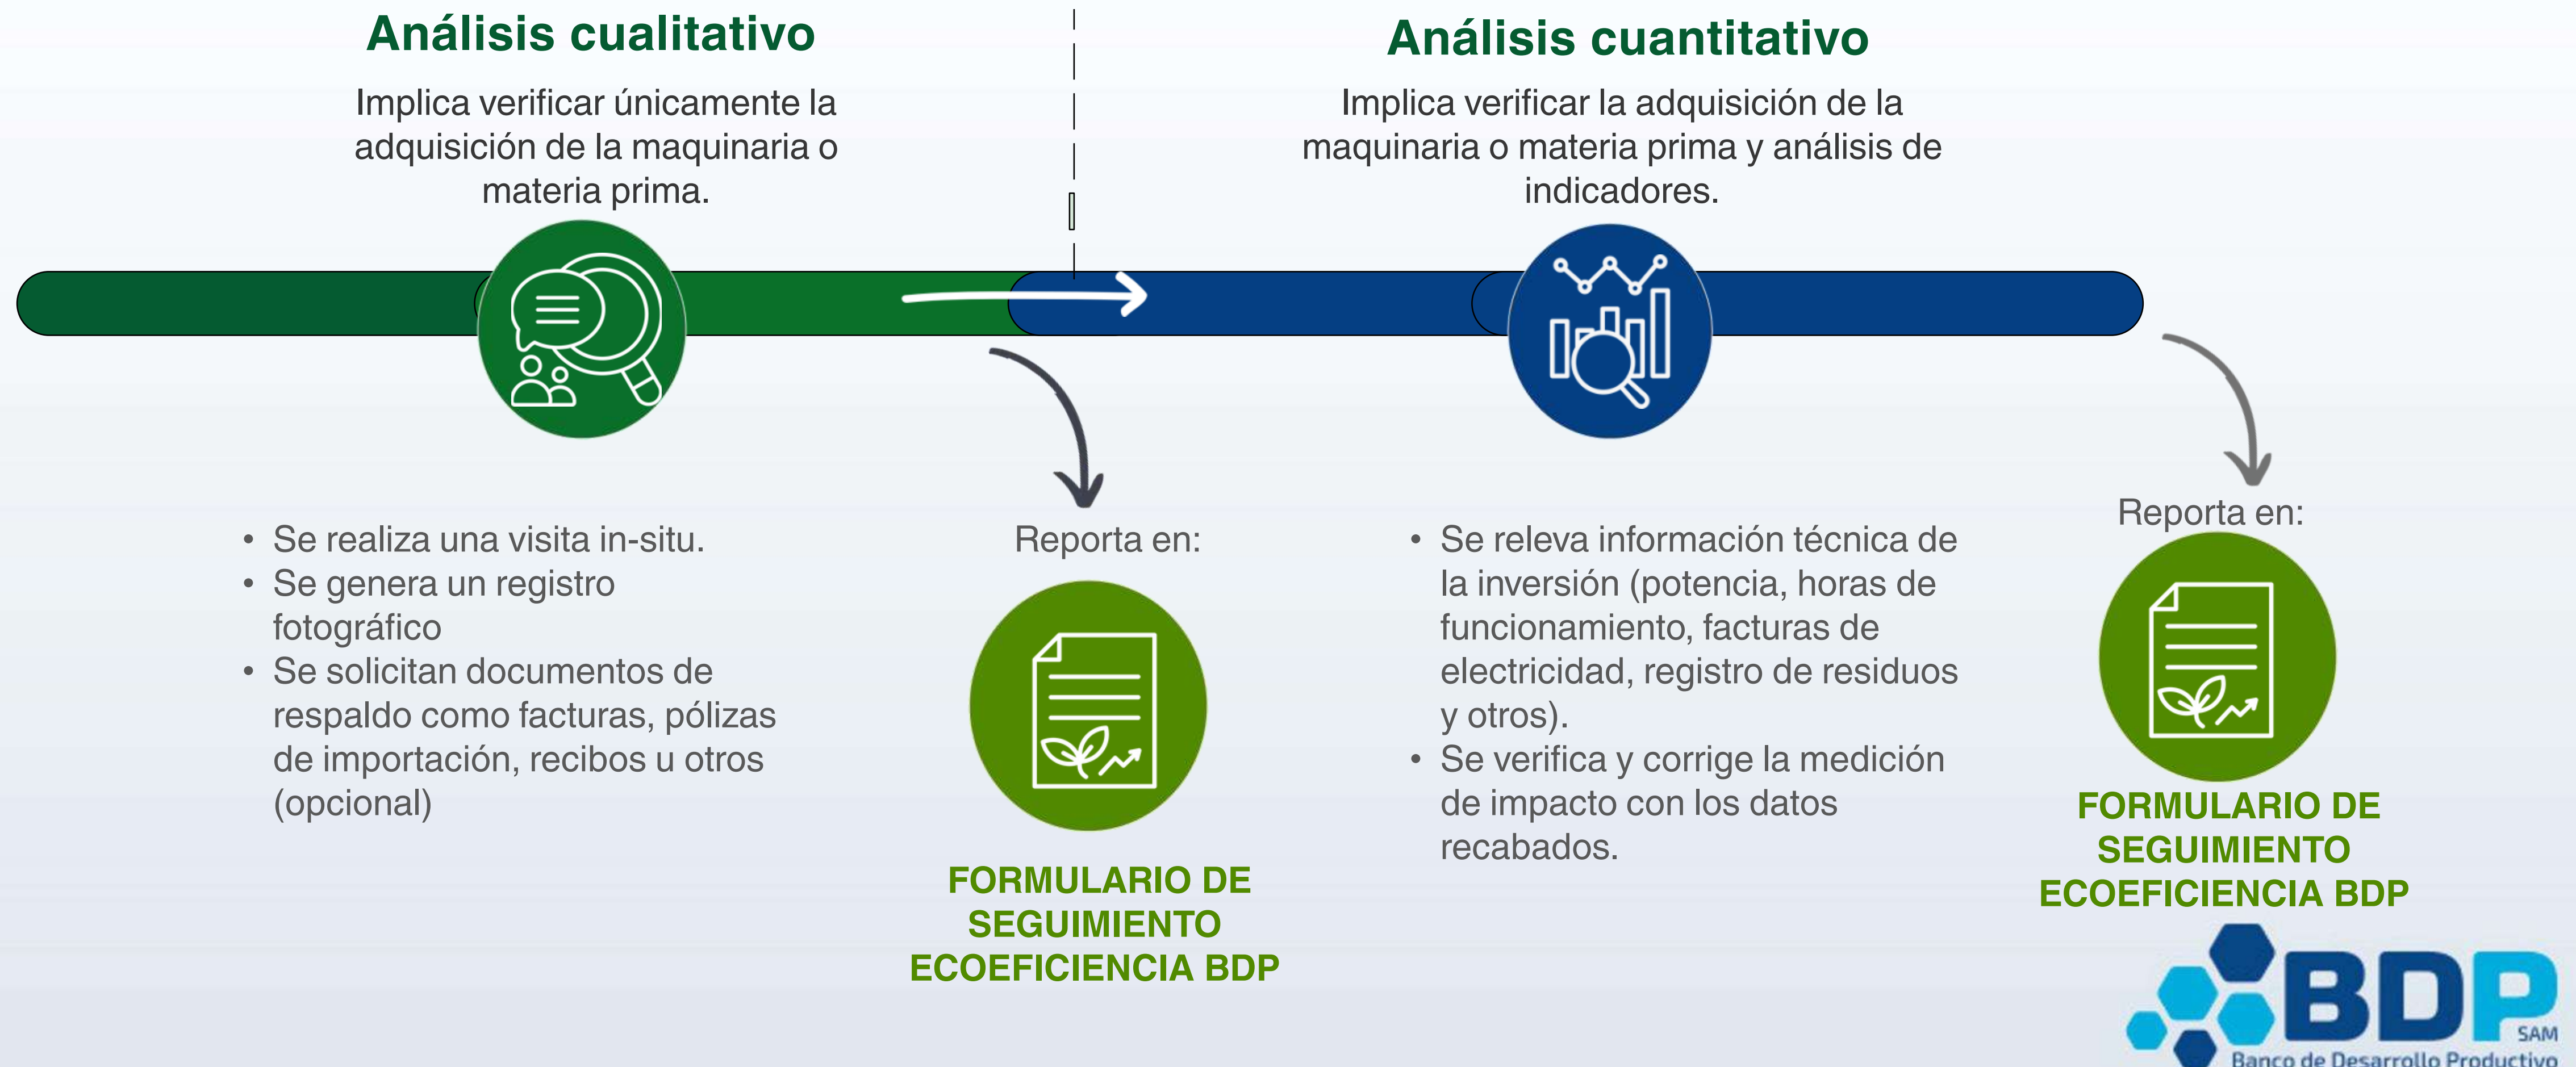 Análisis cualitativo
Implica verificar únicamente la
adquisición de la maquinaria o
materia prima.
Análisis cuantitativo
Implica verificar la adquisición de la
maquinaria o materia prima y análisis de
indicadores.
• Se realiza una visita in-situ.
• Se genera un registro
fotográfico
• Se solicitan documentos de
respaldo como facturas, pólizas
de importación, recibos u otros
(opcional)
Reporta en:
FORMULARIO DE
SEGUIMIENTO
ECOEFICIENCIA BDP
• Se releva información técnica de
la inversión (potencia, horas de
funcionamiento, facturas de
electricidad, registro de residuos
y otros).
• Se verifica y corrige la medición
de impacto con los datos
recabados.
Reporta en:
FORMULARIO DE
SEGUIMIENTO
ECOEFICIENCIA BDP
BDP
SAM
Banco de Desarrollo Productivo